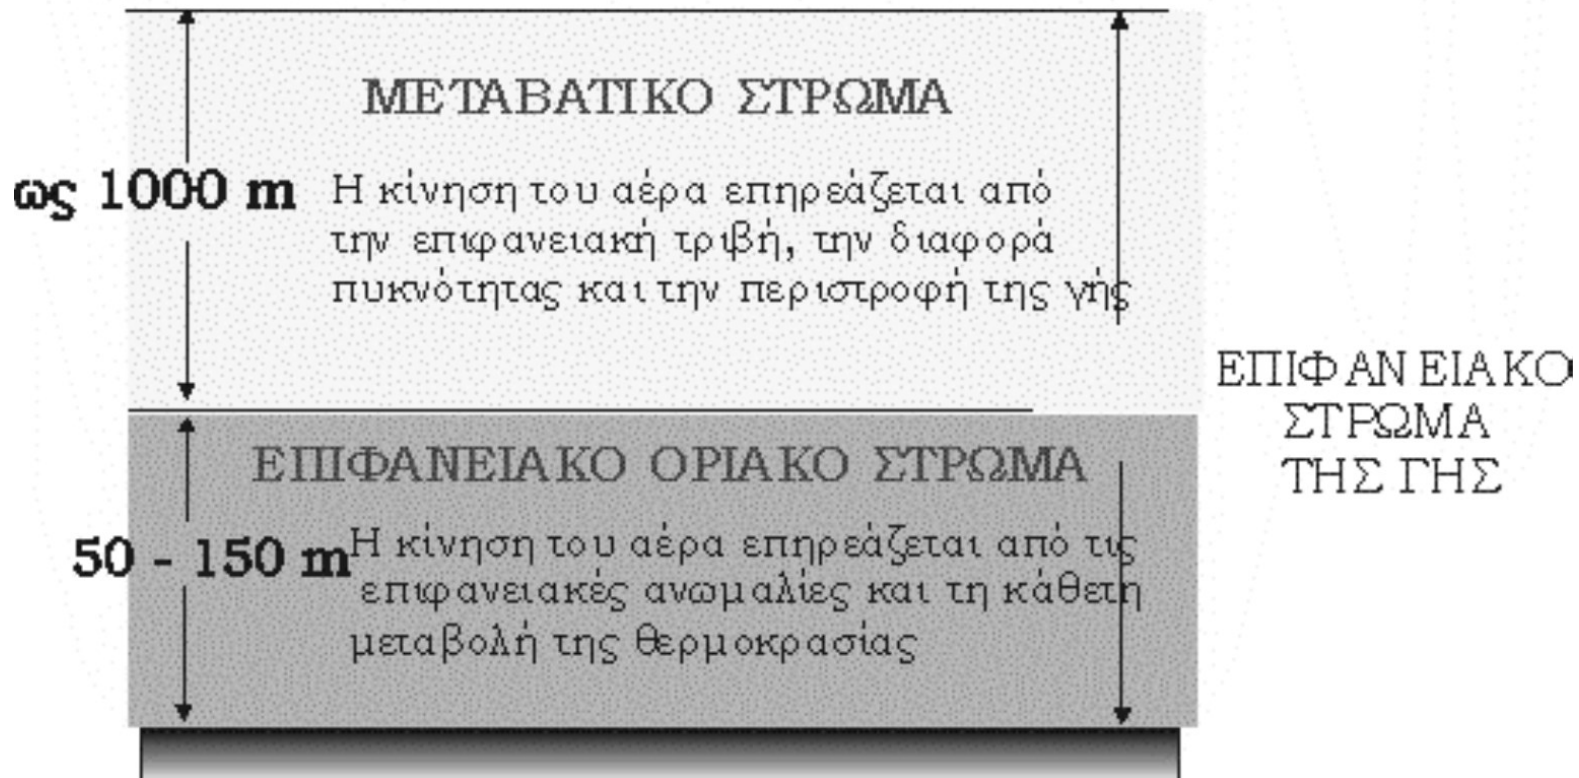 ΜΕΤΑΒΑΤΙΚΟ ΣΤΡΩΜΑ
ως 1000 m
Η κίνηση του αέρα επηρεάζεται από
την επιφανειακή τριβή, την διαφορά
πυκνότητας και την περιστροφή της γής
ΕΠΙΦΑΝΕΙΑΚΟ
ΣΤΡΩΜΑ
ΤΗΣ ΓΗΣ
ΕΠΙΦΑΝΕΙΑΚΟ ΟΡΙΑΚΟ ΣΤΡΩΜΑ
50 - 150 m
Η κίνηση του αέρα επηρεάζεται από τις
επιφανειακές ανωμαλίες και τη κάθετη
μεταβολή της θερμοκρασίας